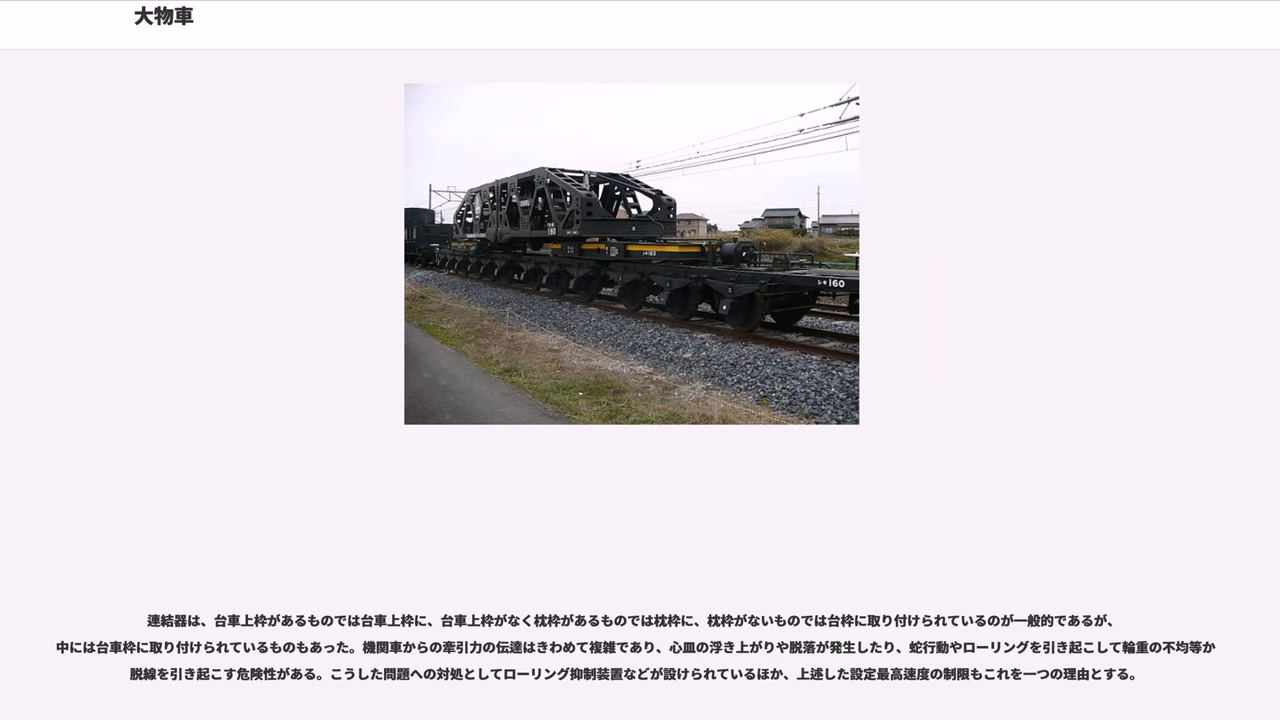 大物車
160
シキ160
シキ160
連結器は、台車上枠があるものでは台車上枠に、台車上枠がなく枕枠があるものでは枕枠に、枕枠がないものでは台枠に取り付けられているのが一般的であるが、
中には台車枠に取り付けられているものもあった。機関車からの牽引力の伝達はきわめて複雑であり、心皿の浮き上がりや脱落が発生したり、蛇行動やローリングを引き起こして輪重の不均等か
脱線を引き起こす危険性がある。こうした問題への対処としてローリング抑制装置などが設けられているほか、上述した設定最高速度の制限もこれを一つの理由とする。